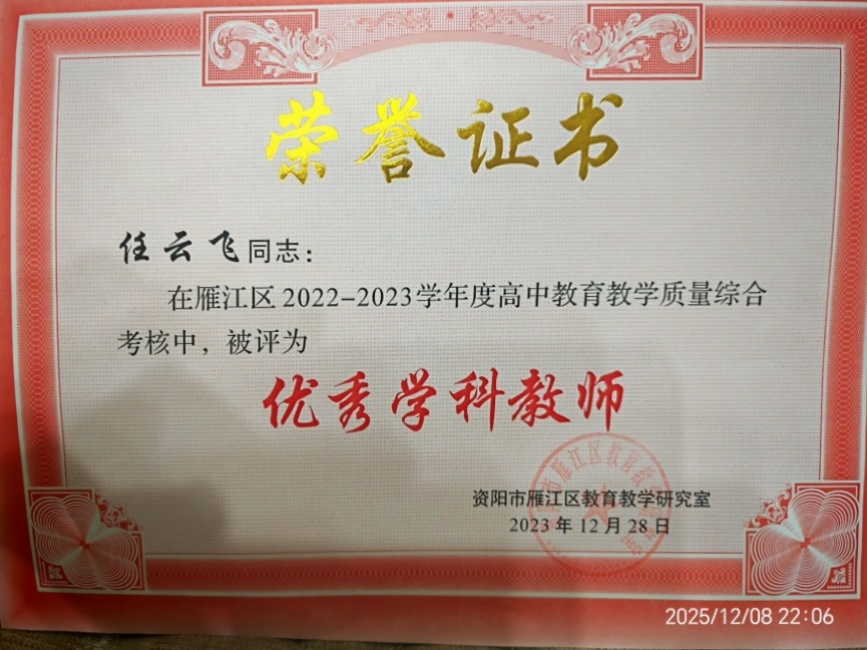 荣誉证书
任云飞同志：
在雁江区2022-2023学年度高中教育教学质量综合
考核中，被评为
优秀学科教师
资阳市雁江区教育教学研究室
2023年12月28日
2025/12/08 22:06